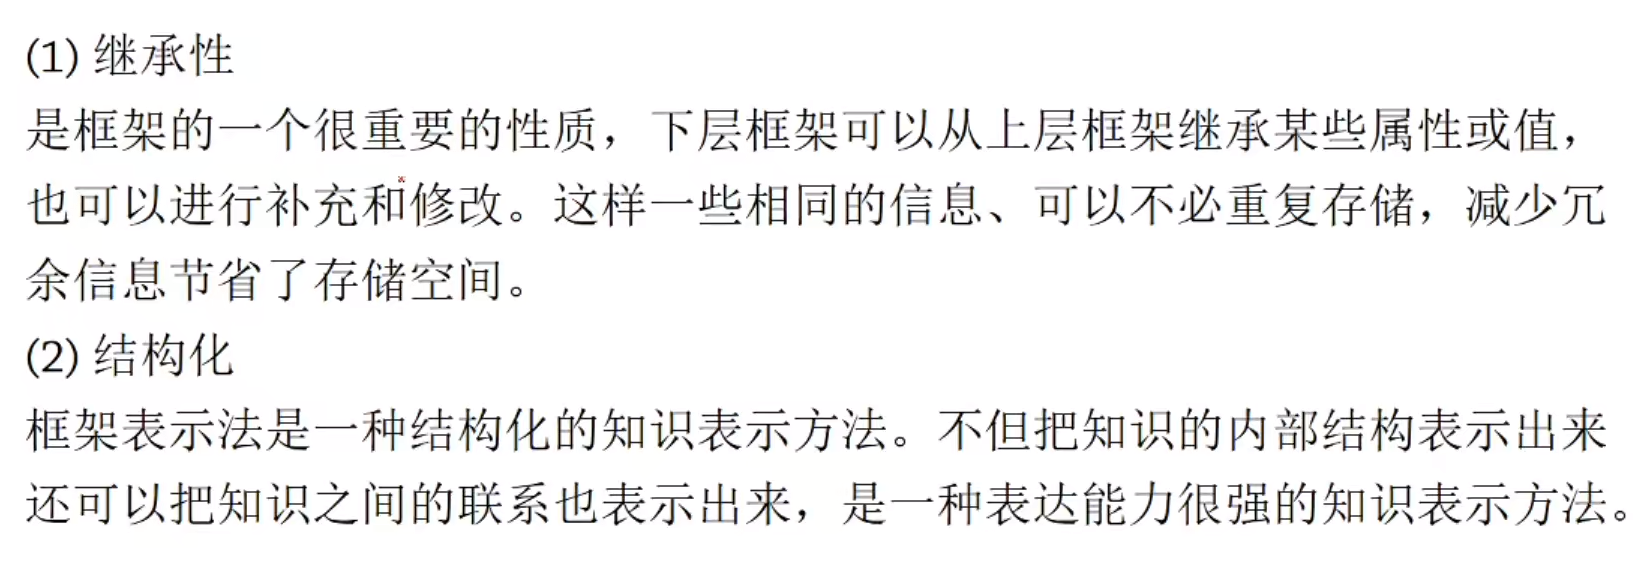 (1) 继承性
是框架的一个很重要的性质，下层框架可以从上层框架继承某些属性或值，
也可以进行补充和修改。这样一些相同的信息、可以不必重复存储，减少冗
余信息节省了存储空间。
(2) 结构化
框架表示法是一种结构化的知识表示方法。不但把知识的内部结构表示出来
还可以把知识之间的联系也表示出来，是一种表达能力很强的知识表示方法。